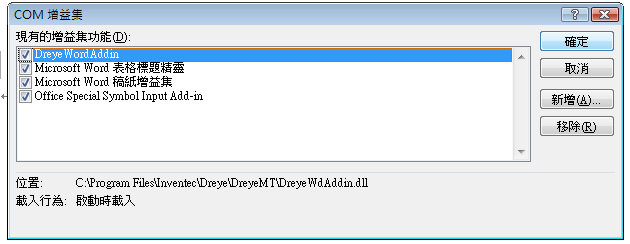 COM 增益集
現有的增益集功能(D):
DreyeWordAddin
Microsoft Word 表格標題精靈
Microsoft Word 稿紙增益集
Office Special Symbol Input Add-in
確定
取消
新增(A)...
移除(R)
位置: C:\Program Files\Inventec\Dreye\DreyeMT\DreyeWdAddin.dll
載入行為: 啟動時載入